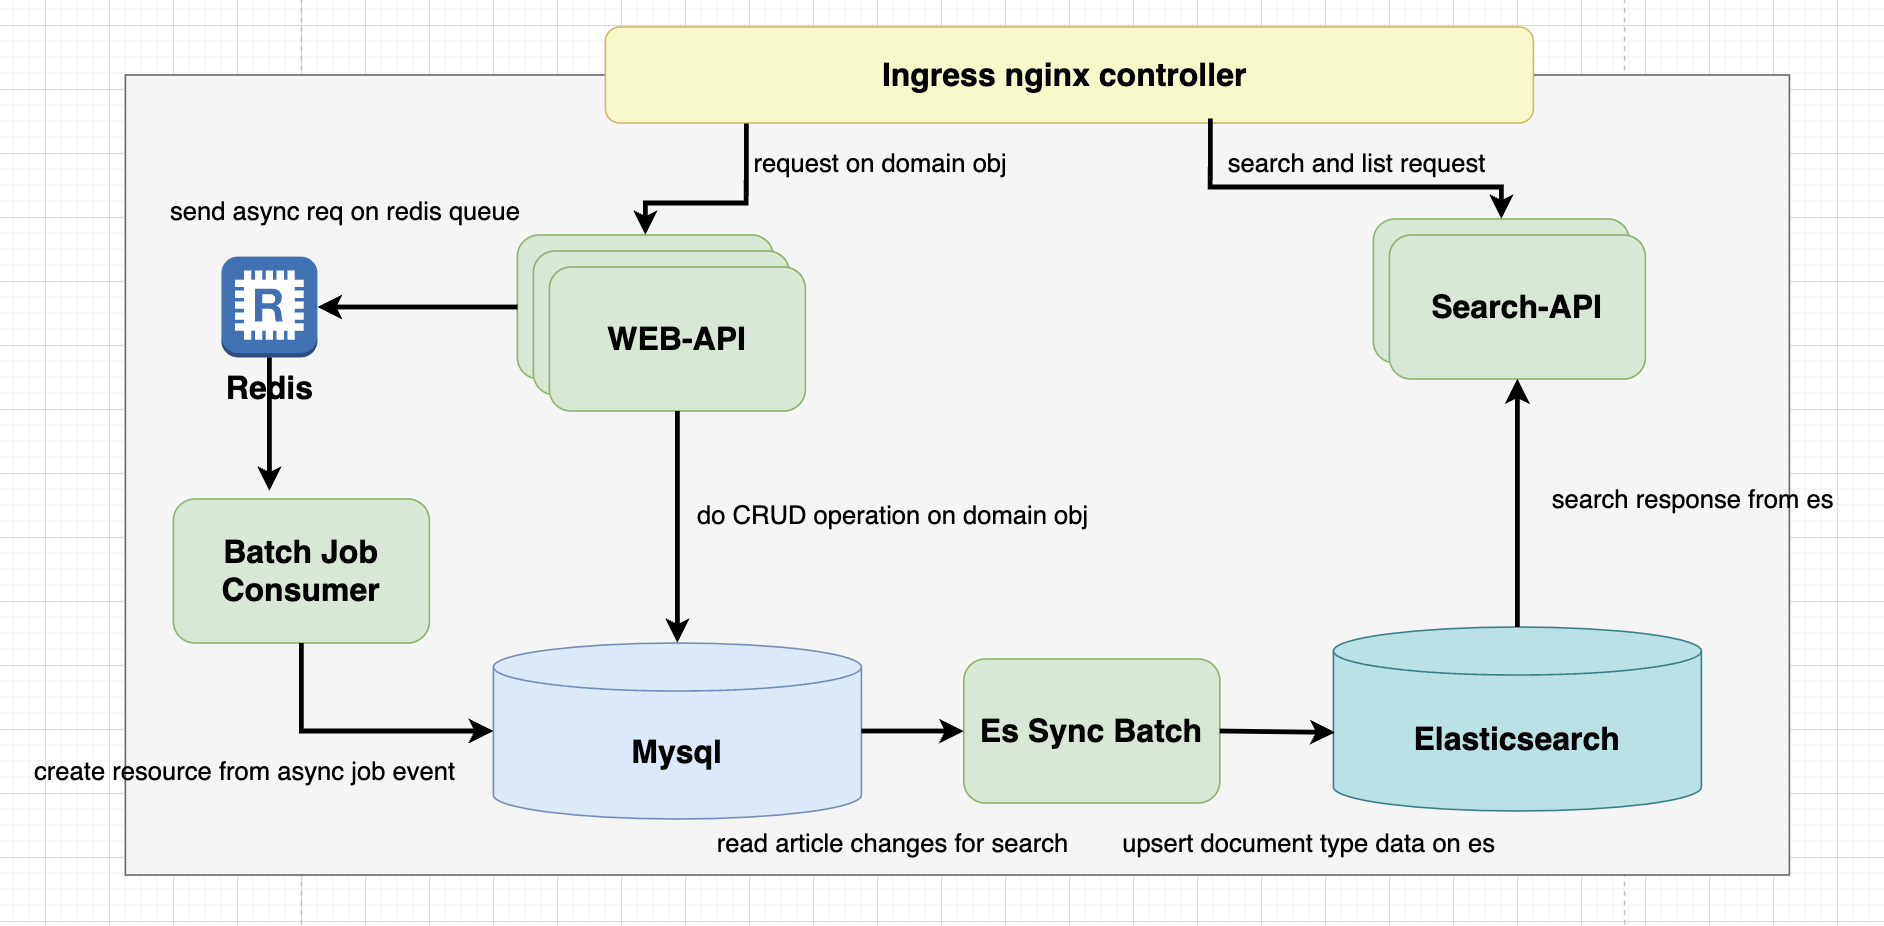 Ingress nginx controller
request on domain obj
search and list request
send async req on redis queue
R
Redis
WEB-API
Search-API
do CRUD operation on domain obj
search response from es
Batch Job
Consumer
Mysql
Es Sync Batch
Elasticsearch
create resource from async job event
read article changes for search
upsert document type data on es